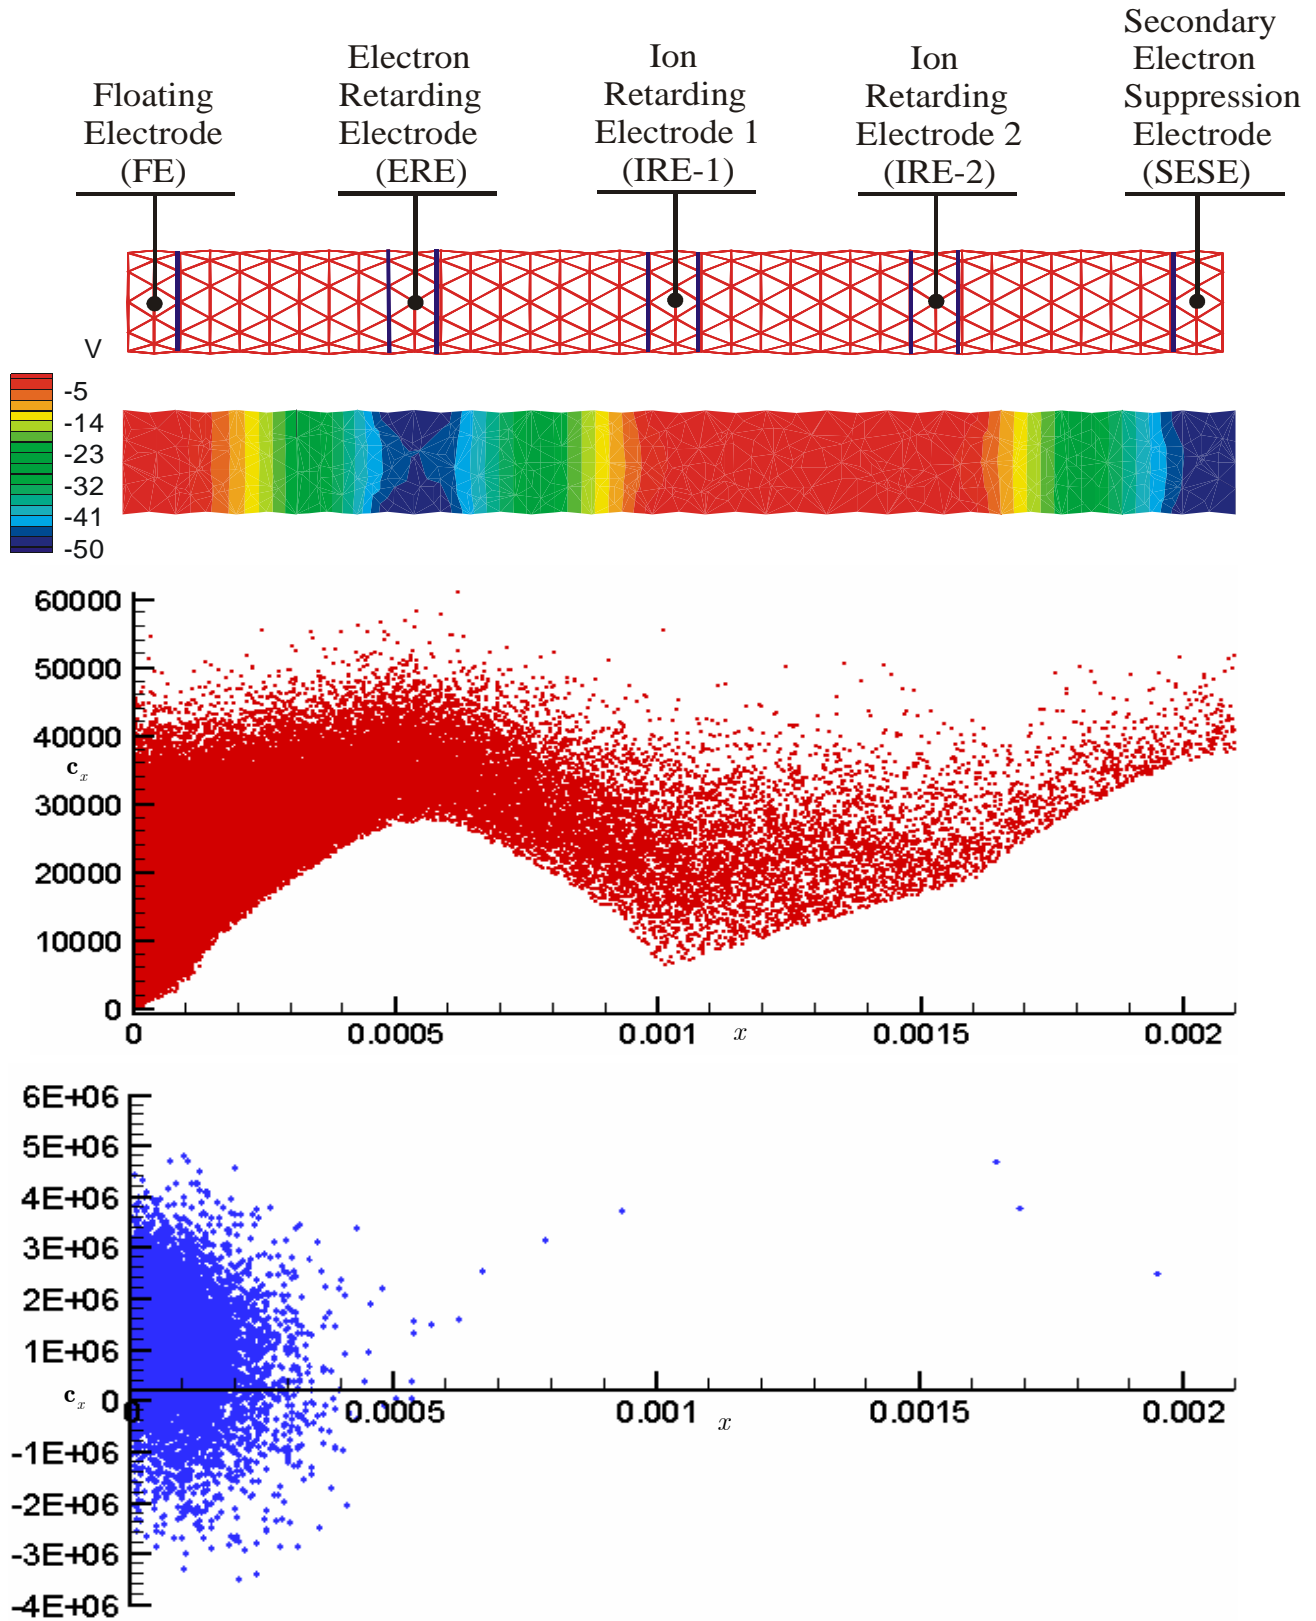 Floating
Electrode
(FE)
Electron
Retarding
Electrode
(ERE)
Ion
Retarding
Electrode 1
(IRE-1)
Ion
Retarding
Electrode 2
(IRE-2)
Secondary
Electron
Suppression
Electrode
(SESE)
V
-5
-14
-23
-32
-41
-50
60000
50000
40000
c x
30000
20000
10000
0
0 0.0005 0.001 x 0.0015 0.002
6E+06
5E+06
4E+06
3E+06
2E+06
1E+06
c x 0
0 0.0005 0.001 x 0.0015 0.002
-1E+06
-2E+06
-3E+06
-4E+06